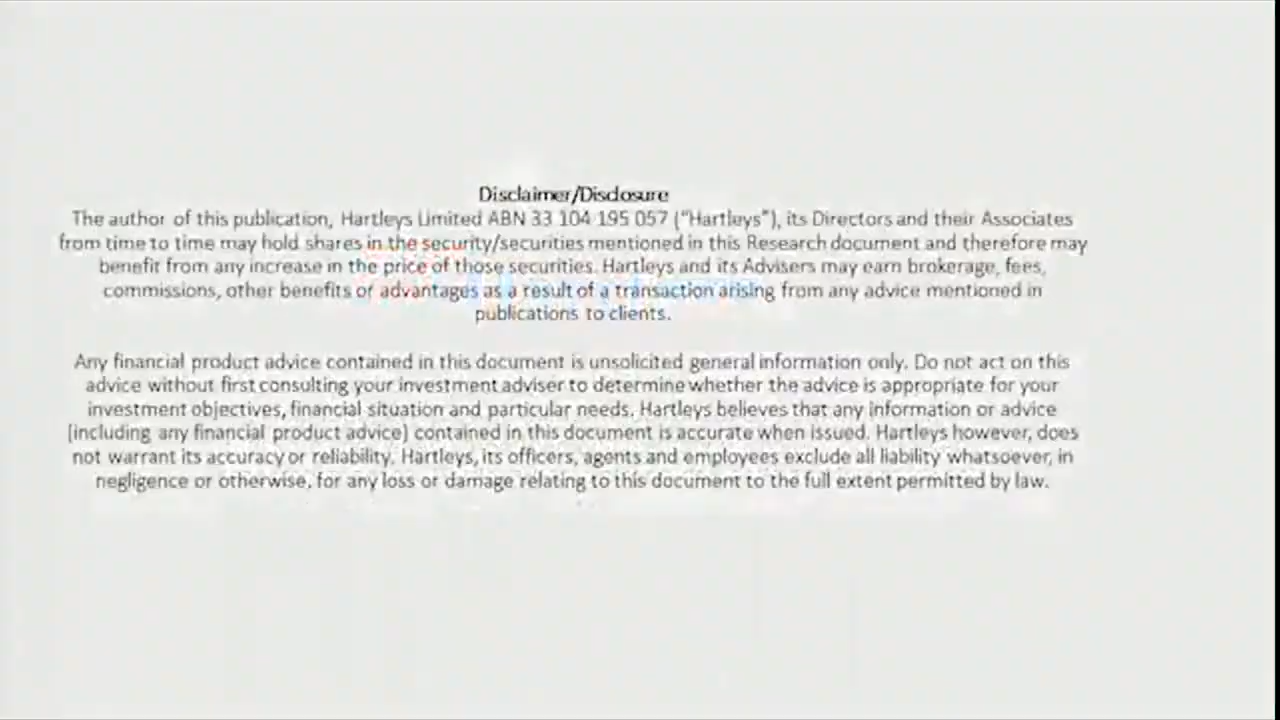 Disclaimer/Disclosure
The author of this publication, Hartleys Limited ABN 33 104 195 057 ("Hartleys"), its Directors and their Associates
from time to time may hold shares in the security/securities mentioned in this Research document and therefore may
benefit from any increase in the price of those securities. Hartleys and its Advisers may earn brokerage, fees,
commissions, other benefits or advantages as a result of a transaction arising from any advice mentioned in
publications to clients.
Any financial product advice contained in this document is unsolicited general information only. Do not act on this
advice without first consulting your investment adviser to determine whether the advice is appropriate for your
investment objectives, financial situation and particular needs. Hartleys believes that any information or advice
(including any financial product advice) contained in this document is accurate when issued. Hartleys however, does
not warrant its accuracy or reliability. Hartleys, its officers, agents and employees exclude all liability whatsoever, in
negligence or otherwise, for any loss or damage relating to this document to the full extent permitted by law.